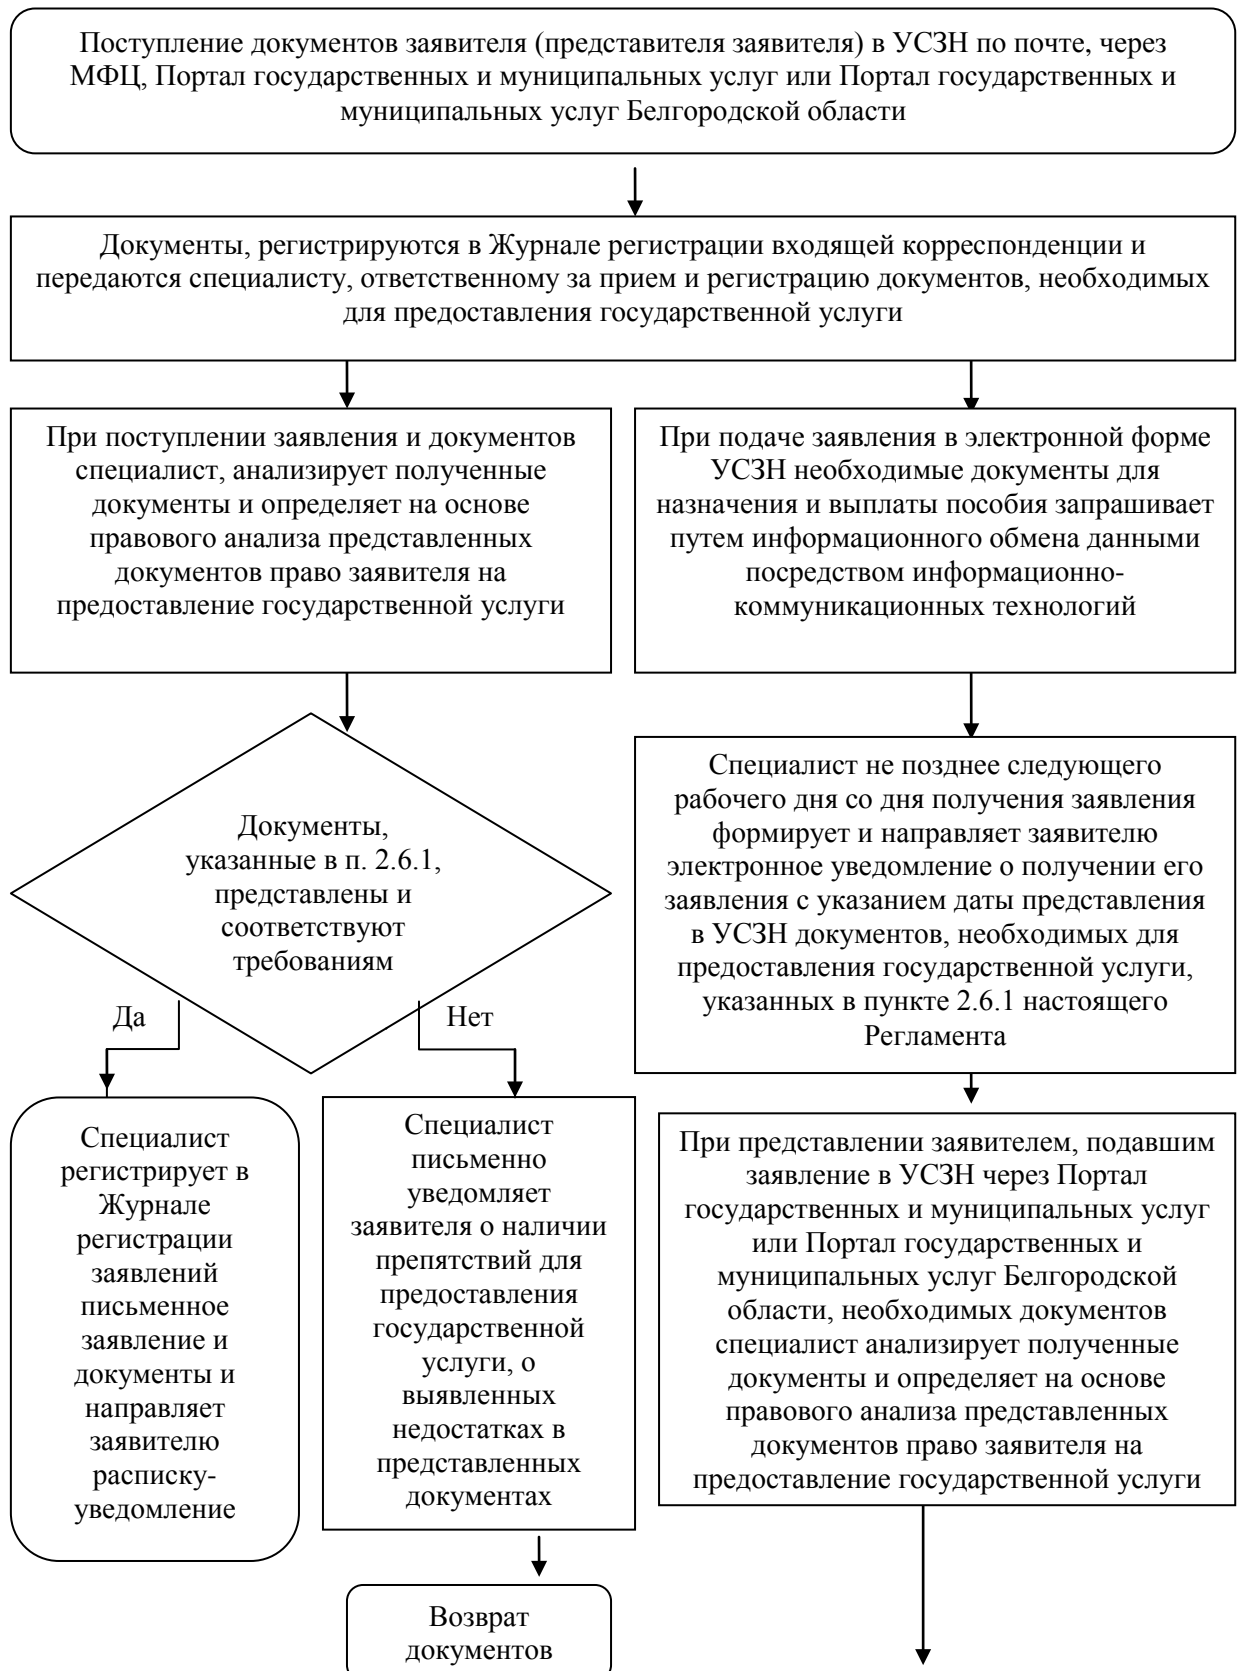 Поступление документов заявителя (представителя заявителя) в УСЗН по почте, через
МФЦ, Портал государственных и муниципальных услуг или Портал государственных и
муниципальных услуг Белгородской области
Документы, регистрируются в Журнале регистрации входящей корреспонденции и
передаются специалисту, ответственному за прием и регистрацию документов, необходимых
для предоставления государственной услуги
При поступлении заявления и документов
специалист, анализирует полученные
документы и определяет на основе
правового анализа представленных
документов право заявителя на
предоставление государственной услуги
При подаче заявления в электронной форме
УСЗН необходимые документы для
назначения и выплаты пособия запрашивает
путем информационного обмена данными
посредством информационно-
коммуникационных технологий
Документы,
указанные в п. 2.6.1,
представлены и
соответствуют
требованиям
Специалист не позднее следующего
рабочего дня со дня получения заявления
формирует и направляет заявителю
электронное уведомление о получении его
заявления с указанием даты представления
в УСЗН документов, необходимых для
предоставления государственной услуги,
указанных в пункте 2.6.1 настоящего
Регламента
Да
Нет
Специалист
регистрирует в
Журнале
регистрации
заявлений
письменное
заявление и
документы и
направляет
заявителю
расписку-
уведомление
Специалист
письменно
уведомляет
заявителя о наличии
препятствий для
предоставления
государственной
услуги, о
выявленных
недостатках в
представленных
документах
При представлении заявителем, подавшим
заявление в УСЗН через Портал
государственных и муниципальных услуг
или Портал государственных и
муниципальных услуг Белгородской
области, необходимых документов
специалист анализирует полученные
документы и определяет на основе
правового анализа представленных
документов право заявителя на
предоставление государственной услуги
Возврат
документов